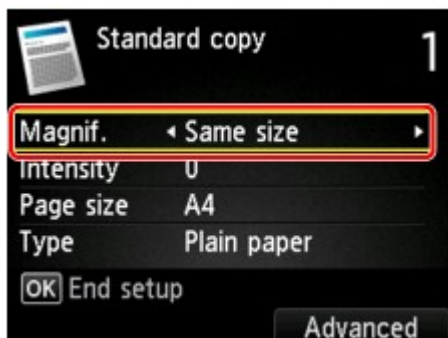 Standard copy 1
Magnif. Same size
Intensity 0
Page size A4
Type Plain paper
OK End setup
Advanced